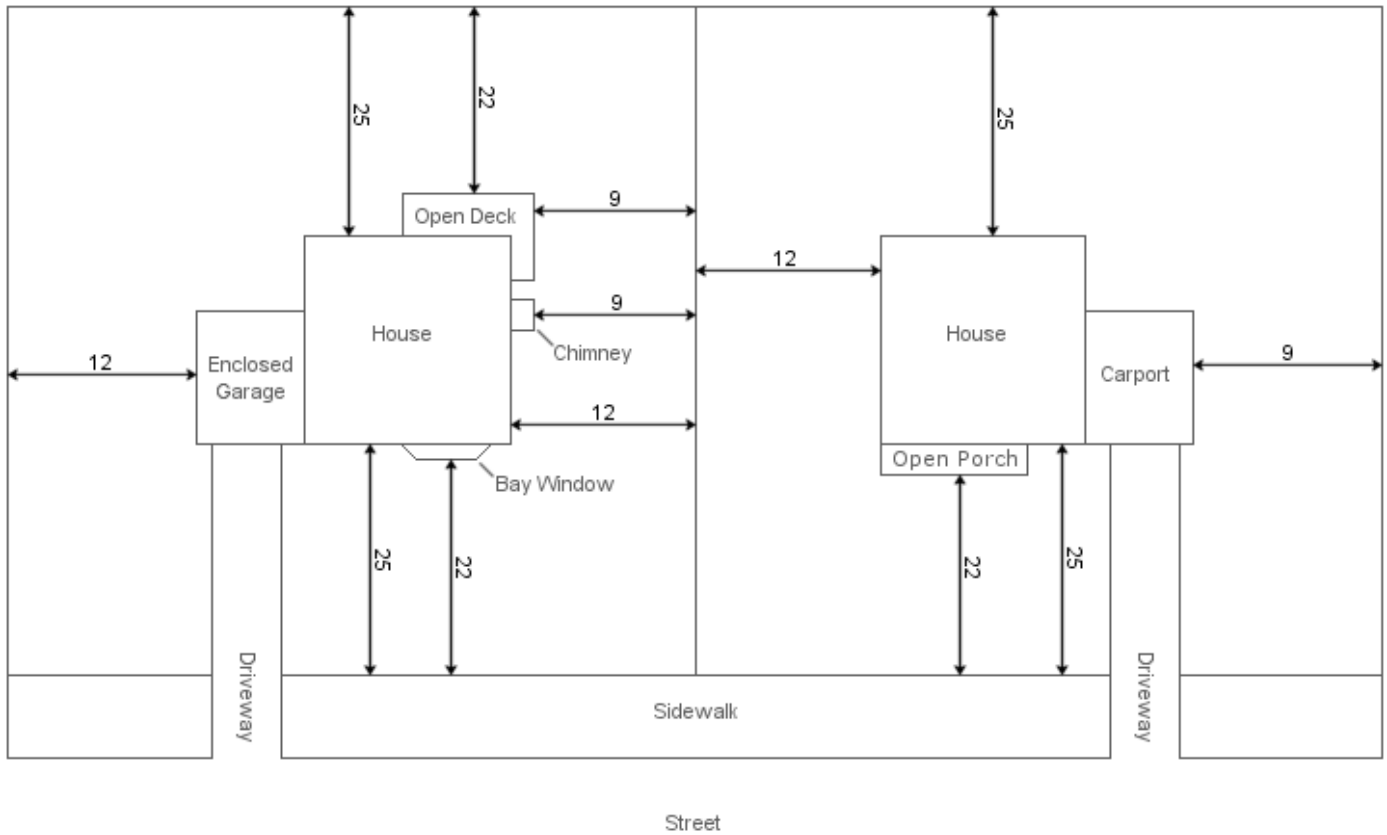 25
22
25
9
Open Deck
12
9
House
House
Chimney
12
Enclosed
Garage
9
Carport
12
Open Porch
Bay Window
25
22
22
25
Driveway
Driveway
Sidewalk
Street